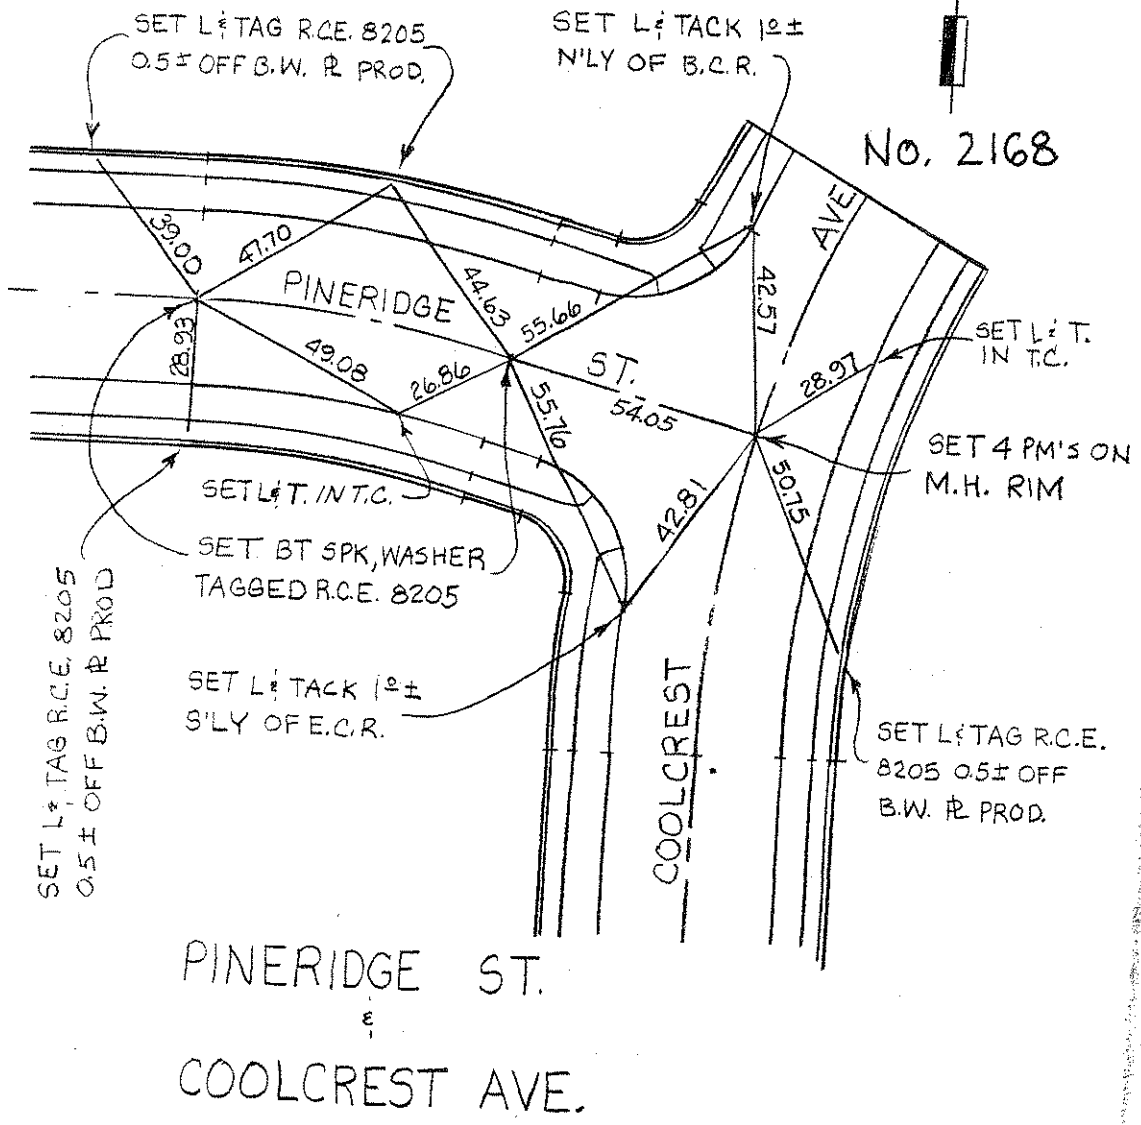 SET L & TAG R.C.E. 8205
0.5± OFF B.W. ⅊ PROD.
SET L & TACK 1º±
N'LY OF B.C.R.
No. 2168
39.00
47.70
PINERIDGE
44.63
55.66
AVE
42.57
28.93
49.08
26.86
ST.
54.05
55.76
28.97
SET L & T.
IN T.C.
SET 4 PM'S ON
M.H. RIM
SET L & T. IN T.C.
42.81
50.75
SET BT SPK, WASHER
TAGGED R.C.E. 8205
SET L & TAG R.C.E. 8205
0.5± OFF B.W. ⅊ PROD
SET L & TACK 1º±
S'LY OF E.C.R.
COOLCREST
SET L & TAG R.C.E.
8205 0.5± OFF
B.W. ⅊ PROD.
PINERIDGE ST.
&
COOLCREST AVE.